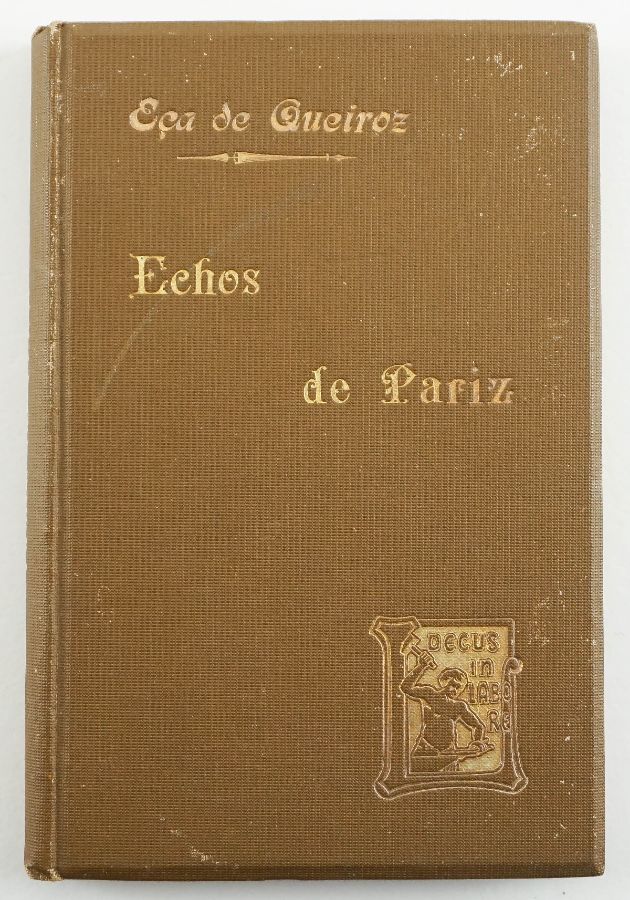 Eça de Queiroz
Echos
de Pariz
DECUS
in
LABO
RE